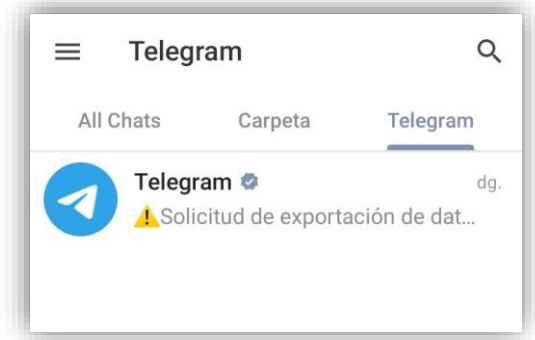 Telegram
All Chats Carpeta Telegram
Telegram dg.
⚠️Solicitud de exportación de dat...